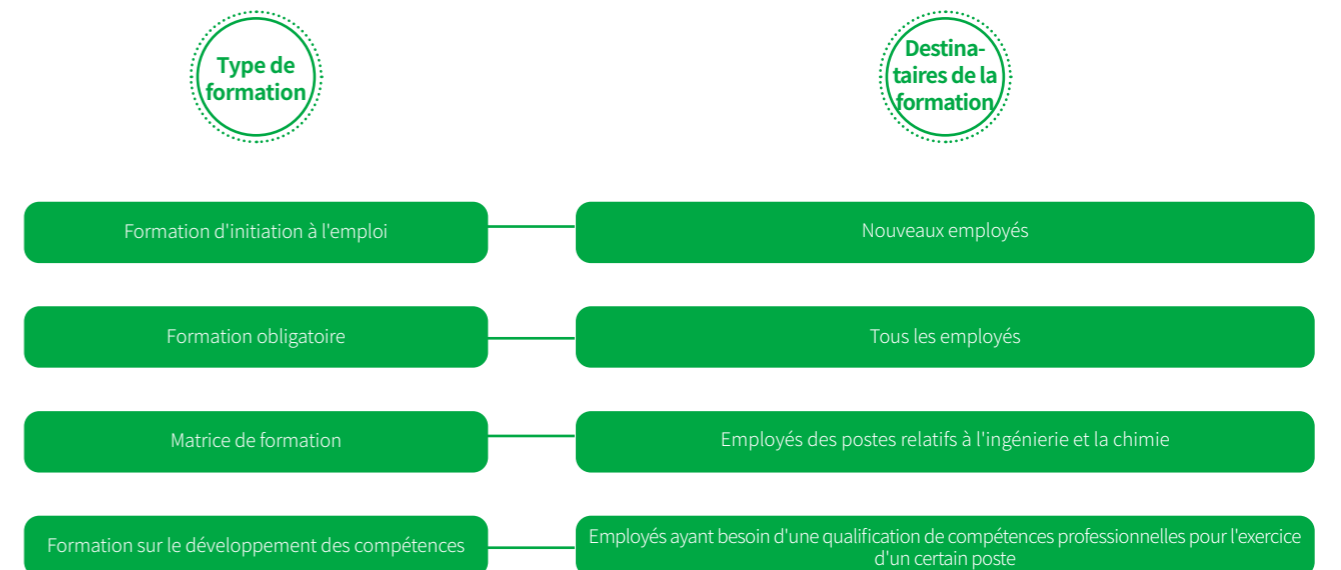 Type de
formation
Destina-
taires de la
formation
Formation d'initiation à l'emploi
Nouveaux employés
Formation obligatoire
Tous les employés
Matrice de formation
Employés des postes relatifs à l'ingénierie et la chimie
Formation sur le développement des compétences
Employés ayant besoin d'une qualification de compétences professionnelles pour l'exercice
d'un certain poste